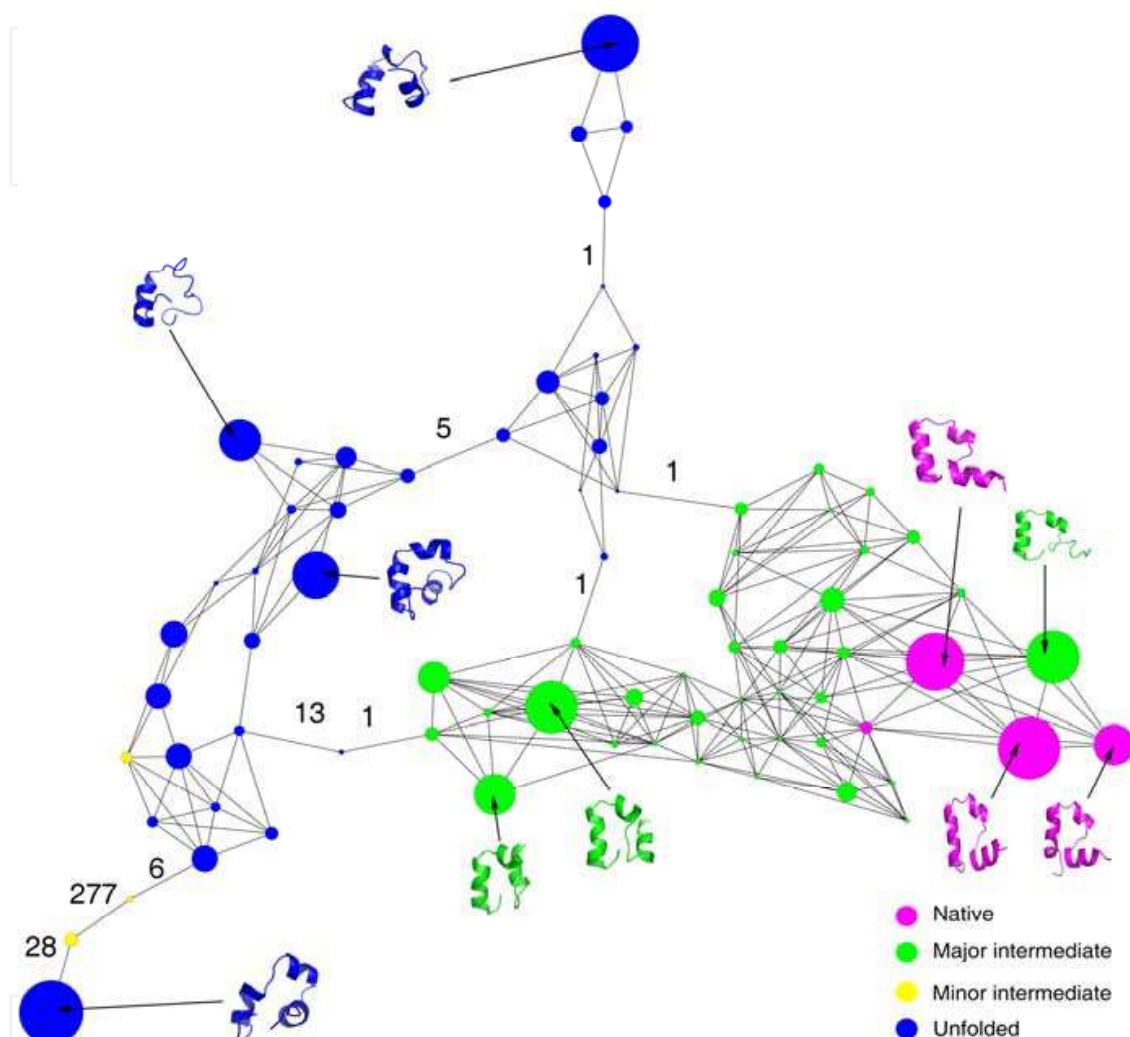 1
5
1
1
13
1
6
277
28
Native
Major intermediate
Minor intermediate
Unfolded